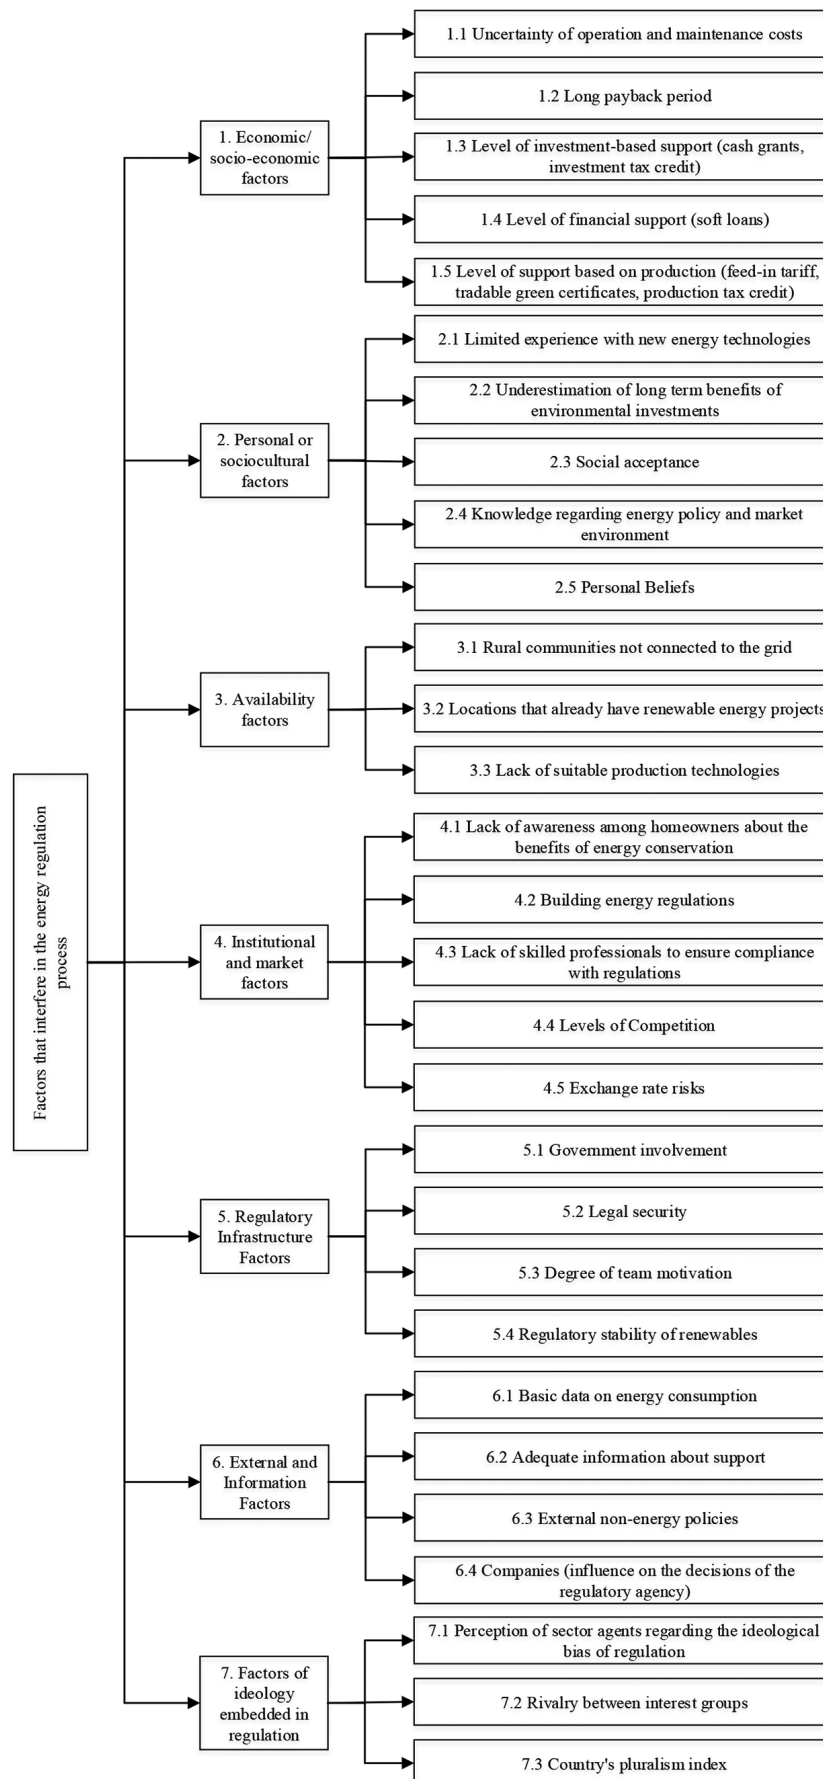 Factors that interfere in the energy regulation
process
1. Economic/
socio-economic
factors
1.1 Uncertainty of operation and maintenance costs
1.2 Long payback period
1.3 Level of investment-based support (cash grants,
investment tax credit)
1.4 Level of financial support (soft loans)
1.5 Level of support based on production (feed-in tariff,
tradable green certificates, production tax credit)
2. Personal or
sociocultural
factors
2.1 Limited experience with new energy technologies
2.2 Underestimation of long term benefits of
environmental investments
2.3 Social acceptance
2.4 Knowledge regarding energy policy and market
environment
2.5 Personal Beliefs
3. Availability
factors
3.1 Rural communities not connected to the grid
3.2 Locations that already have renewable energy projects
3.3 Lack of suitable production technologies
4. Institutional
and market
factors
4.1 Lack of awareness among homeowners about the
benefits of energy conservation
4.2 Building energy regulations
4.3 Lack of skilled professionals to ensure compliance
with regulations
4.4 Levels of Competition
4.5 Exchange rate risks
5. Regulatory
Infrastructure
Factors
5.1 Government involvement
5.2 Legal security
5.3 Degree of team motivation
5.4 Regulatory stability of renewables
6. External and
Information
Factors
6.1 Basic data on energy consumption
6.2 Adequate information about support
6.3 External non-energy policies
6.4 Companies (influence on the decisions of the
regulatory agency)
7. Factors of
ideology
embedded in
regulation
7.1 Perception of sector agents regarding the ideological
bias of regulation
7.2 Rivalry between interest groups
7.3 Country's pluralism index